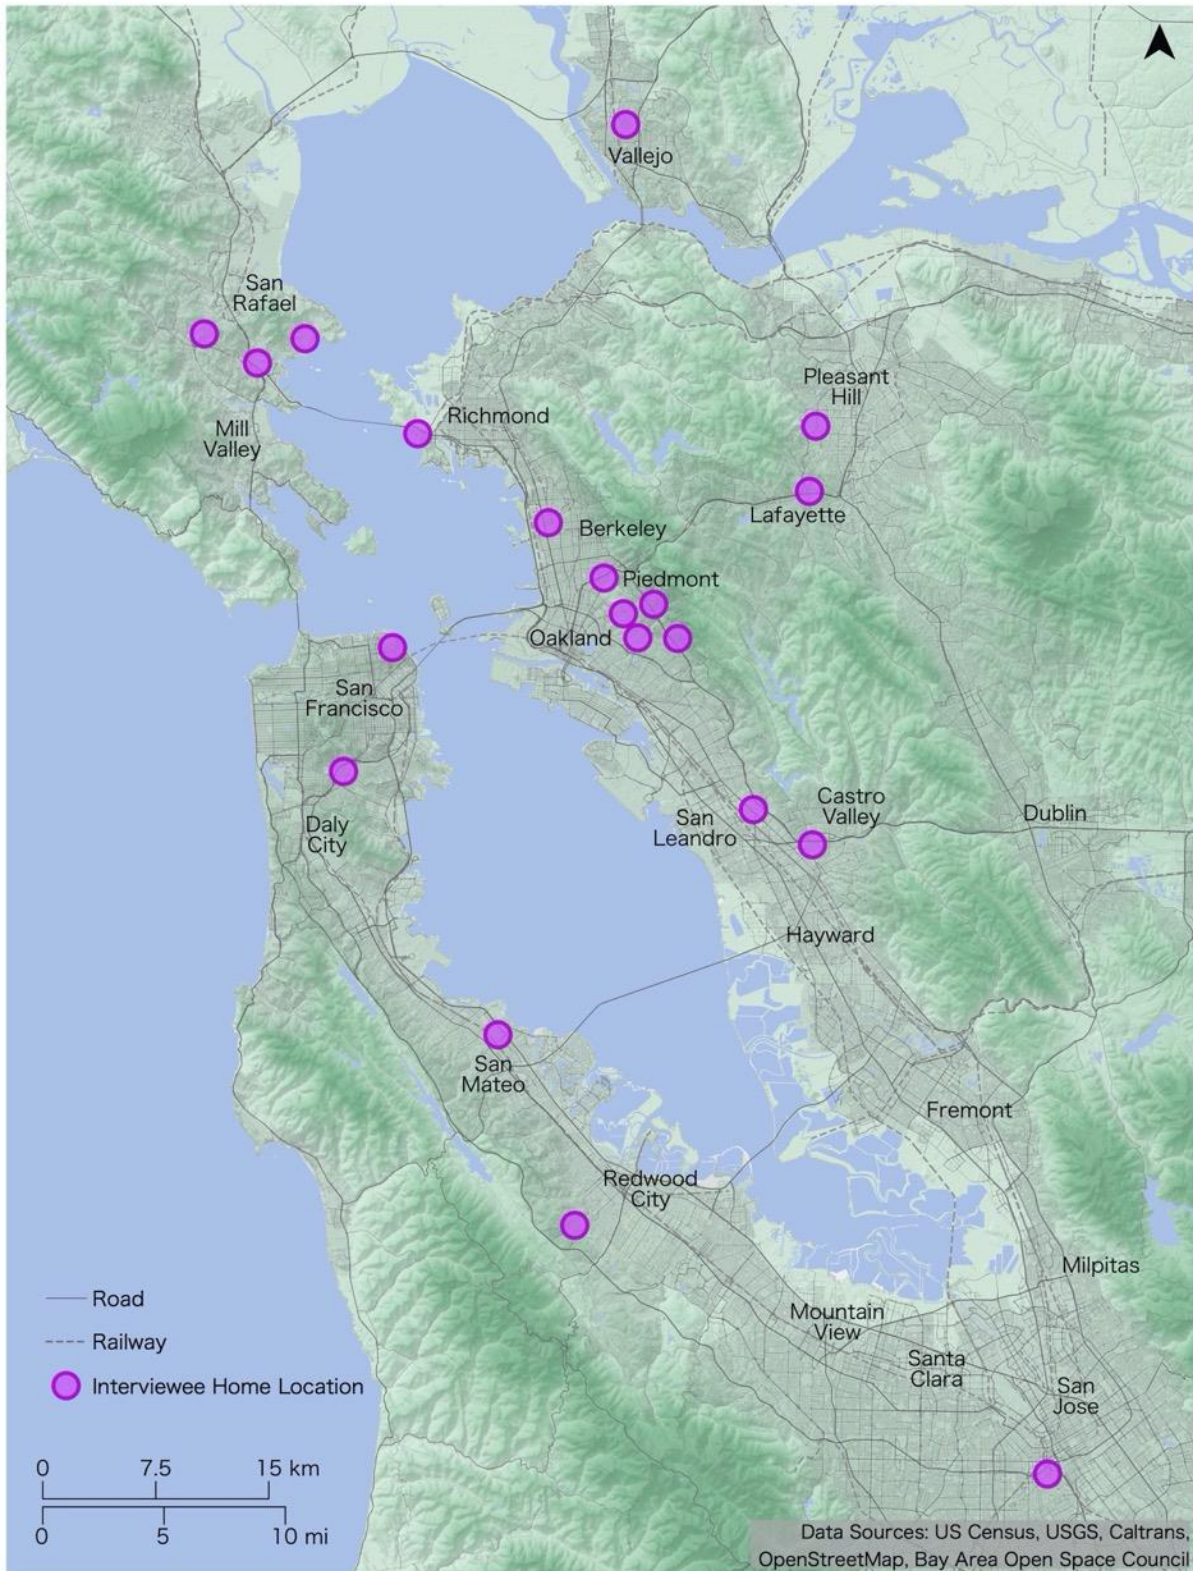 Vallejo
San
Rafael
Pleasant
Hill
Richmond
Mill
Valley
Lafayette
Berkeley
Piedmont
Oakland
San
Francisco
Castro
Valley
San
Leandro
Dublin
Daly
City
Hayward
San
Mateo
Fremont
Redwood
City
Milpitas
Mountain
View
Santa
Clara
San
Jose
Road
Railway
Interviewee Home Location
0 7.5 15 km
0 5 10 mi
Data Sources: US Census, USGS, Caltrans,
OpenStreetMap, Bay Area Open Space Council